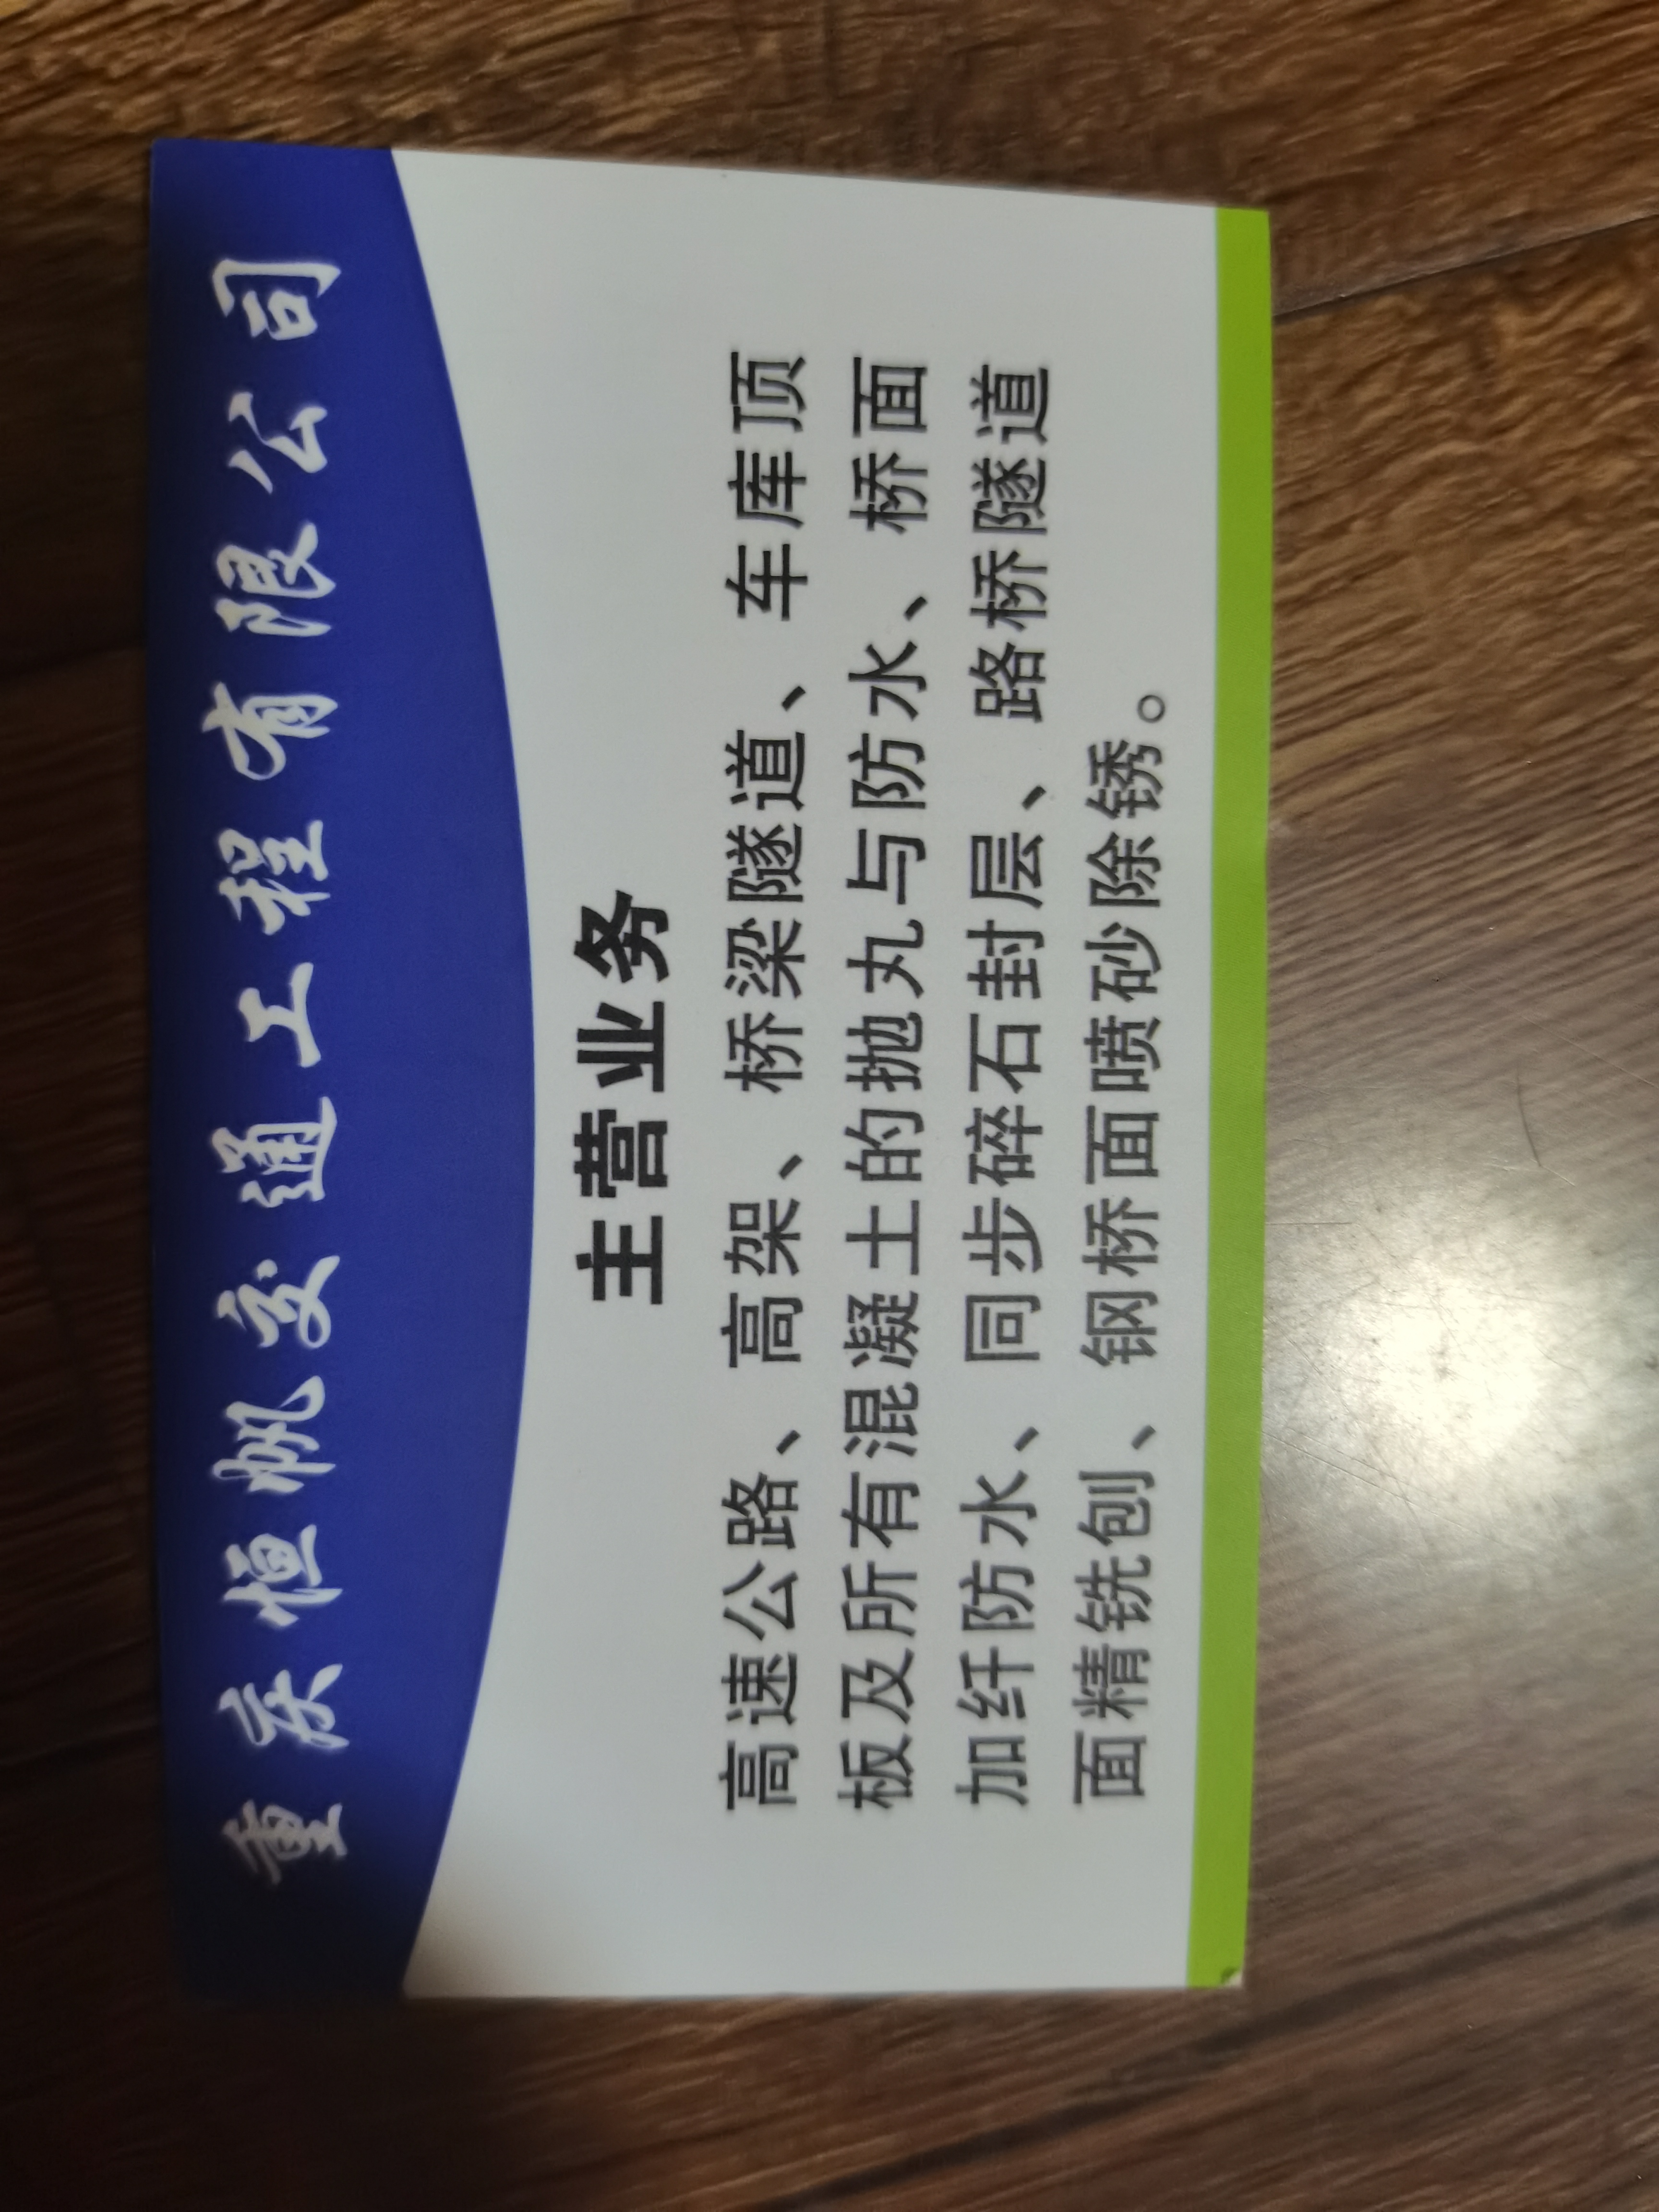 重庆恒帆交通工程有限公司
主营业务
高速公路、高架、桥梁隧道、车库顶
板及所有混凝土的抛丸与防水、桥面
加纤防水、同步碎石封层、路桥隧道
面精铣刨、钢桥面喷砂除锈。